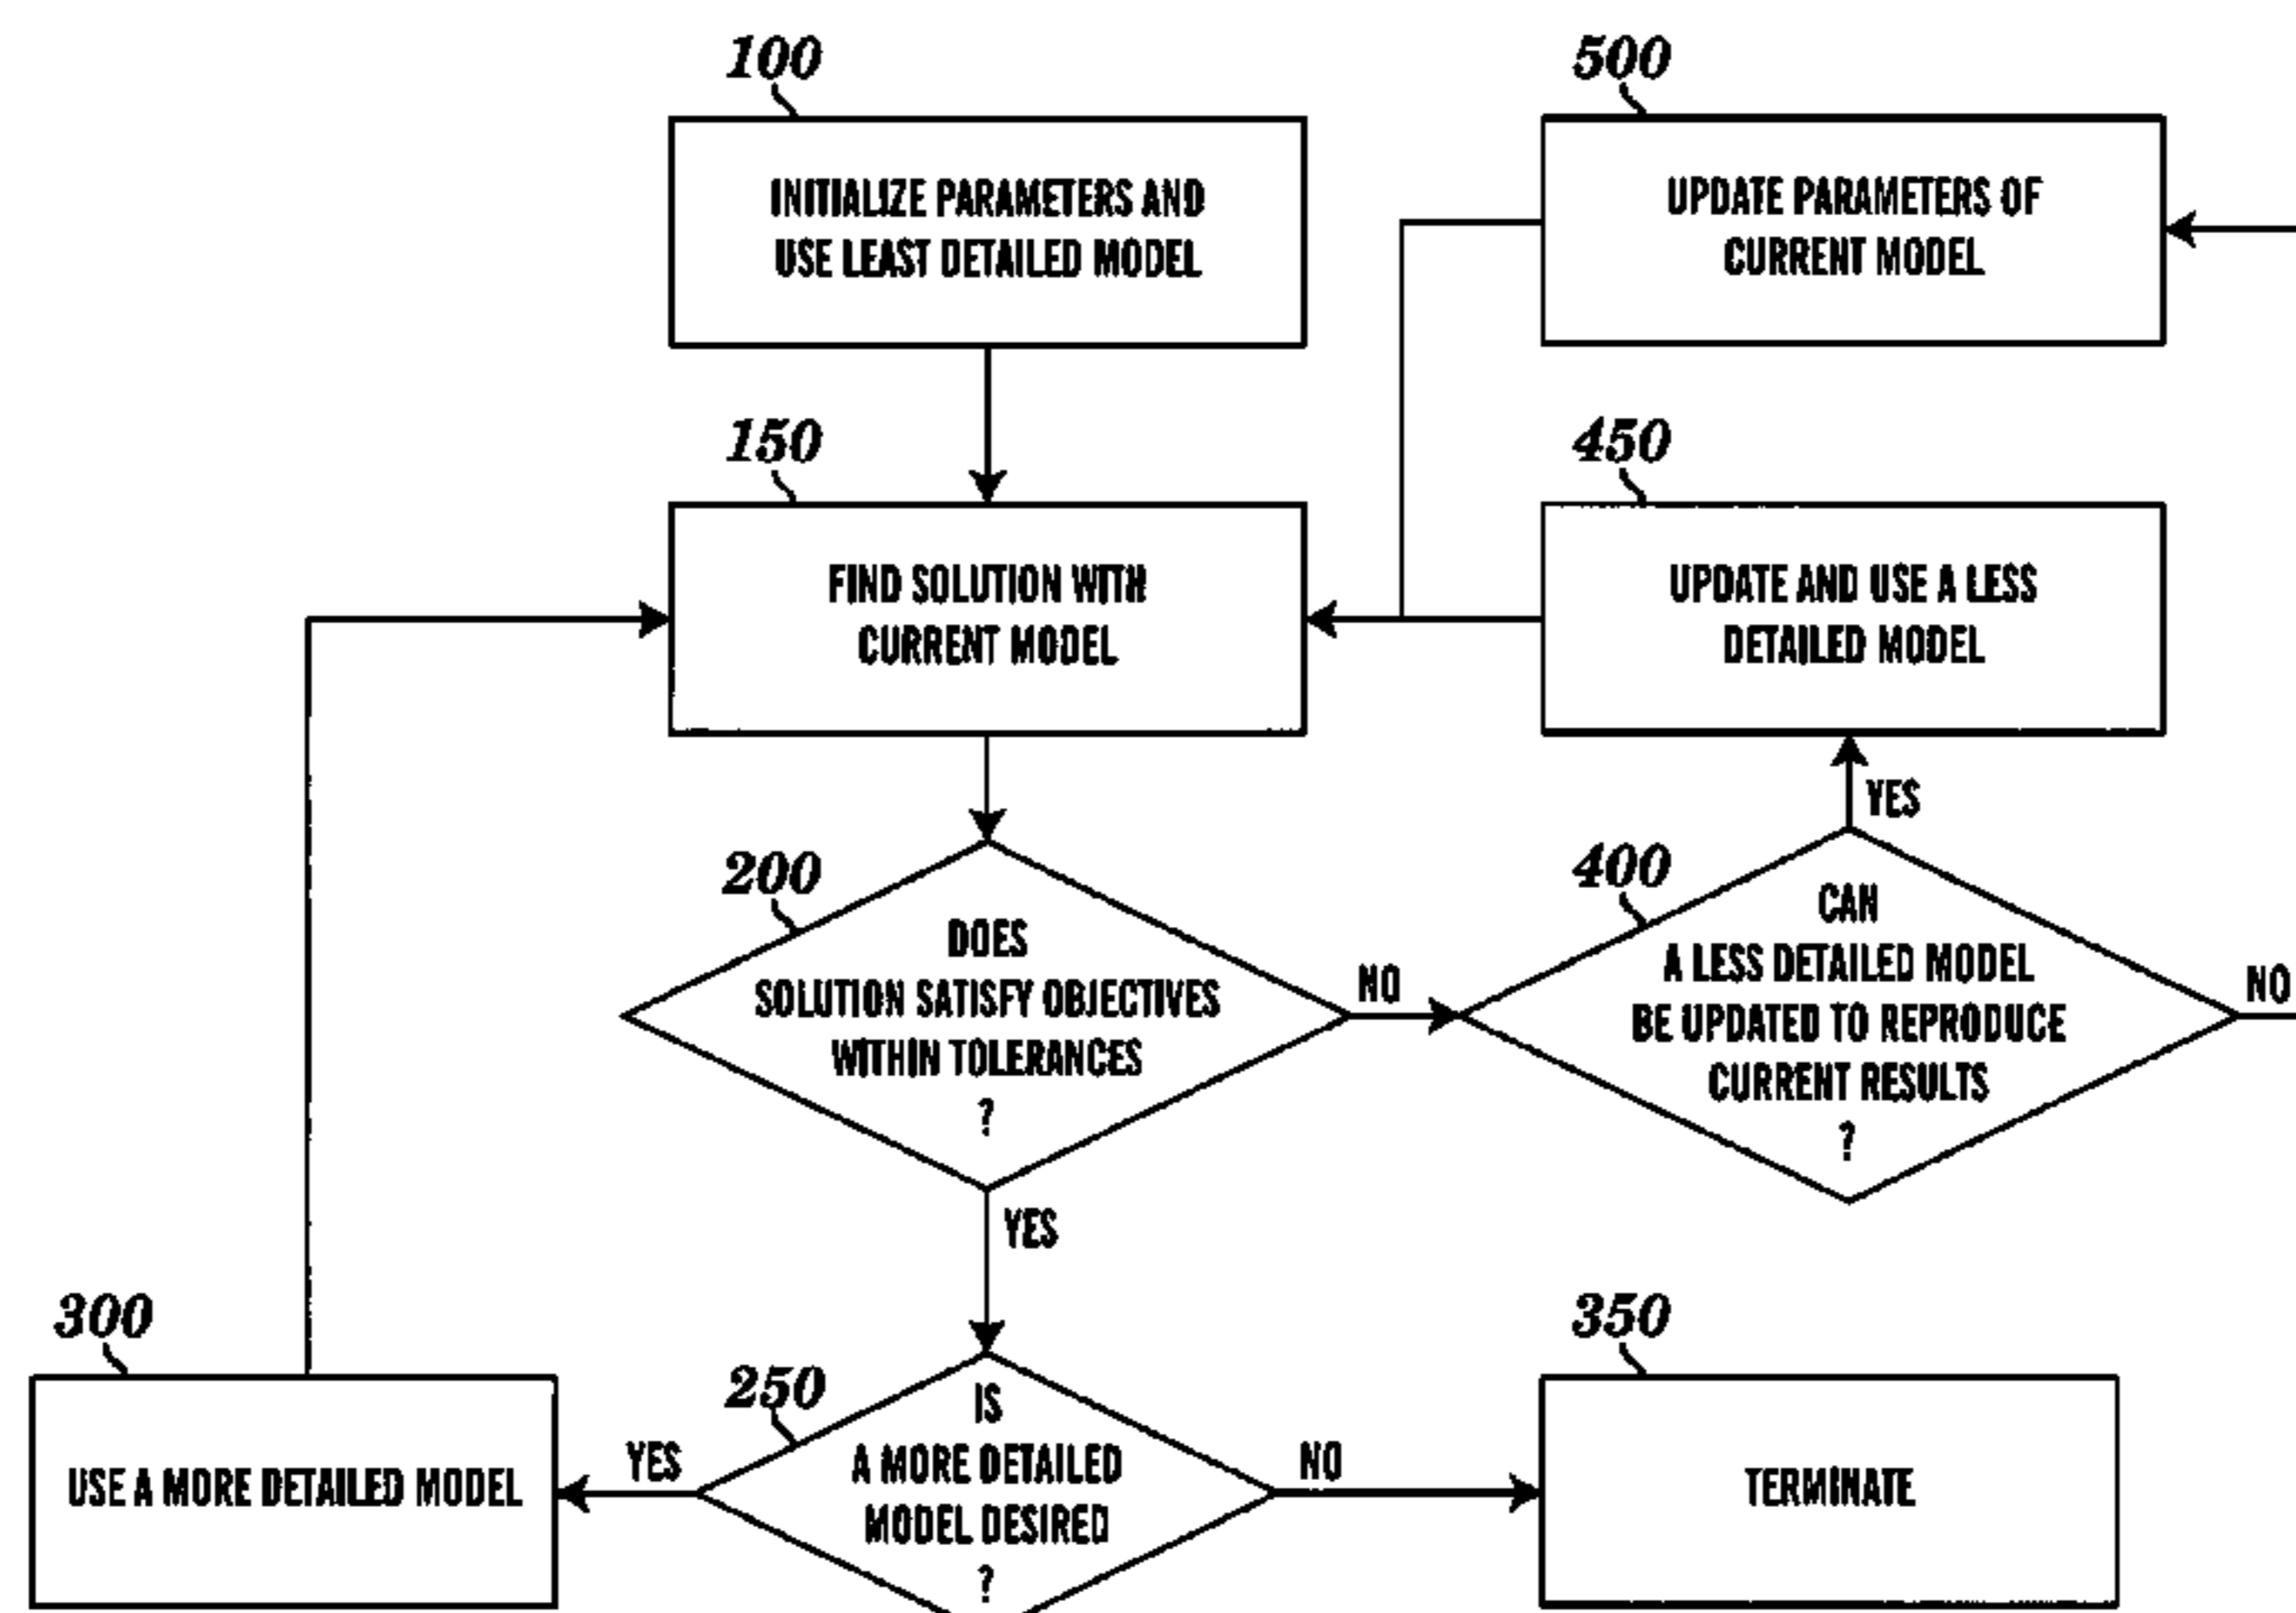 100
INITIALIZE PARAMETERS AND
USE LEAST DETAILED MODEL
500
UPDATE PARAMETERS OF
CURRENT MODEL
150
FIND SOLUTION WITH
CURRENT MODEL
450
UPDATE AND USE A LESS
DETAILED MODEL
YES
200
DOES
SOLUTION SATISFY OBJECTIVES
WITHIN TOLERANCES
?
NO
400
CAN
A LESS DETAILED MODEL
BE UPDATED TO REPRODUCE
CURRENT RESULTS
?
NO
YES
300
USE A MORE DETAILED MODEL
YES
250
IS
A MORE DETAILED
MODEL DESIRED
?
NO
350
TERMINATE